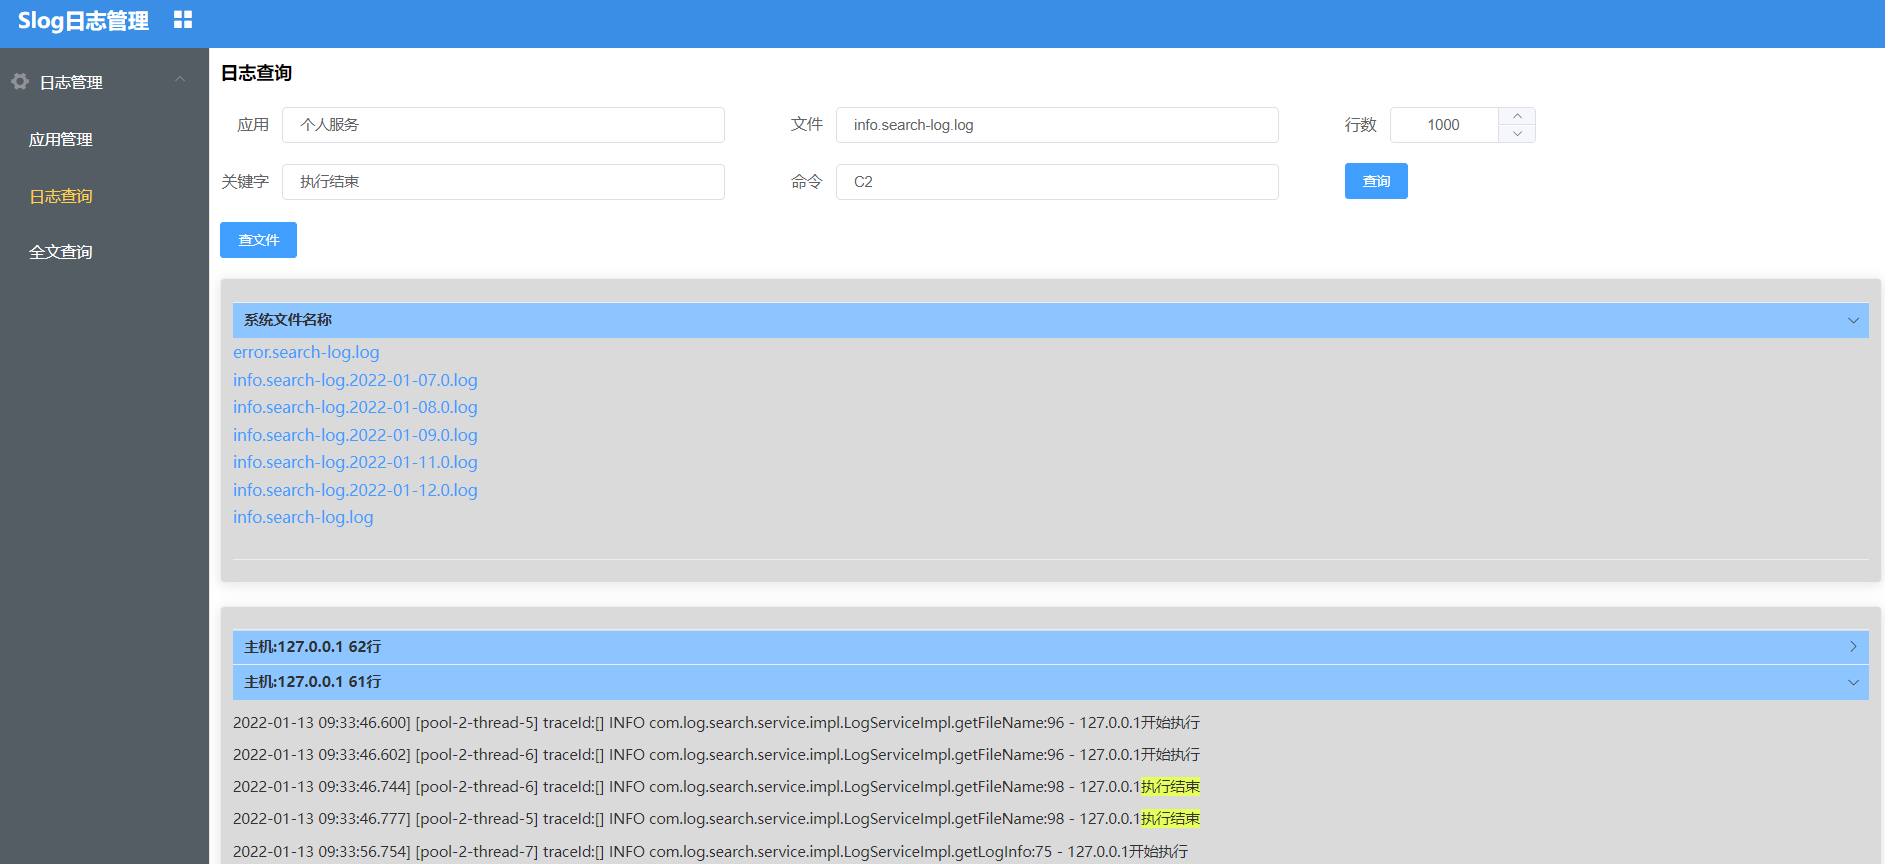 Slog日志管理
日志管理
应用管理
日志查询
全文查询
日志查询
应用 个人服务 文件 info.search-log.log 行数 1000
关键字 执行结束 命令 C2 查询
查文件
系统文件名称
error.search-log.log
info.search-log.2022-01-07.0.log
info.search-log.2022-01-08.0.log
info.search-log.2022-01-09.0.log
info.search-log.2022-01-11.0.log
info.search-log.2022-01-12.0.log
info.search-log.log
主机:127.0.0.1 62行
主机:127.0.0.1 61行
2022-01-13 09:33:46.600] [pool-2-thread-5] traceId:[] INFO com.log.search.service.impl.LogServiceImpl.getFileName:96 - 127.0.0.1开始执行
2022-01-13 09:33:46.602] [pool-2-thread-6] traceId:[] INFO com.log.search.service.impl.LogServiceImpl.getFileName:96 - 127.0.0.1开始执行
2022-01-13 09:33:46.744] [pool-2-thread-6] traceId:[] INFO com.log.search.service.impl.LogServiceImpl.getFileName:98 - 127.0.0.1执行结束
2022-01-13 09:33:46.777] [pool-2-thread-5] traceId:[] INFO com.log.search.service.impl.LogServiceImpl.getFileName:98 - 127.0.0.1执行结束
2022-01-13 09:33:56.754] [pool-2-thread-7] traceId:[] INFO com.log.search.service.impl.LogServiceImpl.getLogInfo:75 - 127.0.0.1开始执行